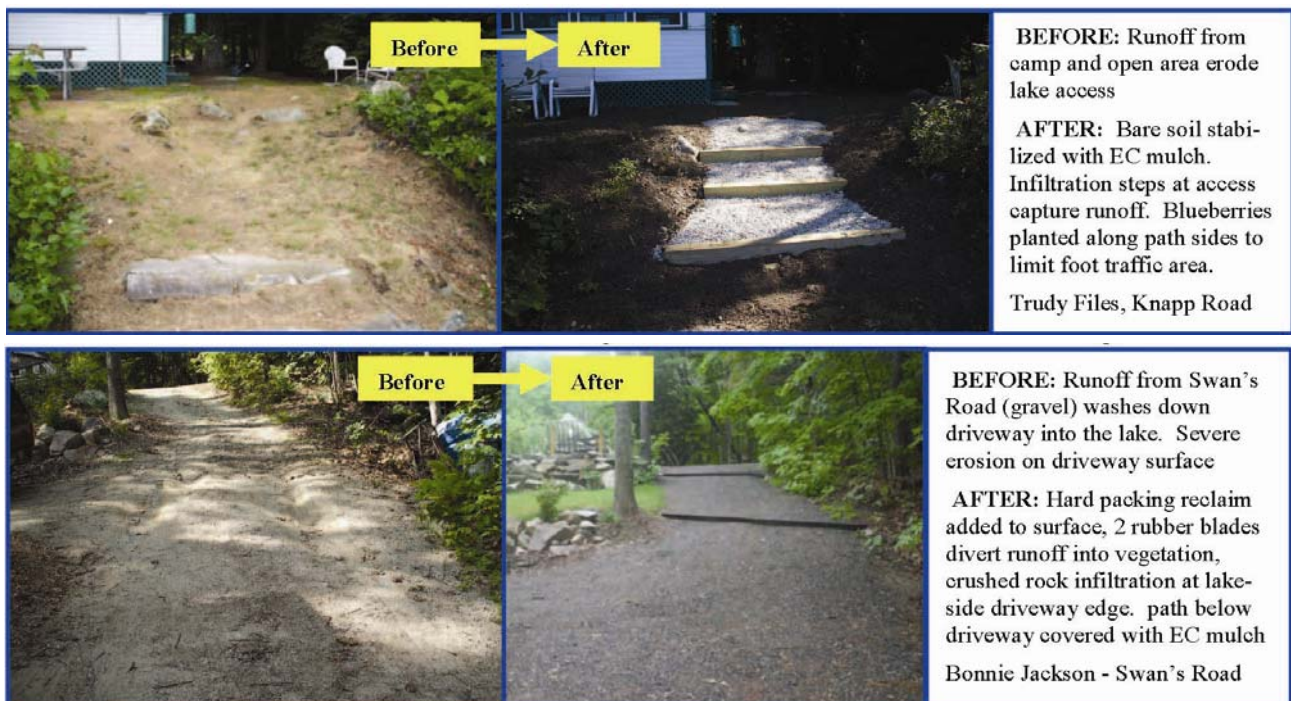 Before
After
BEFORE: Runoff from
camp and open area erode
lake access
AFTER: Bare soil stabi-
lized with EC mulch.
Infiltration steps at access
capture runoff. Blueberries
planted along path sides to
limit foot traffic area.
Trudy Files, Knapp Road
Before
After
BEFORE: Runoff from Swan's
Road (gravel) washes down
driveway into the lake. Severe
erosion on driveway surface
AFTER: Hard packing reclaim
added to surface, 2 rubber blades
divert runoff into vegetation,
crushed rock infiltration at lake-
side driveway edge. path below
driveway covered with EC mulch
Bonnie Jackson - Swan's Road